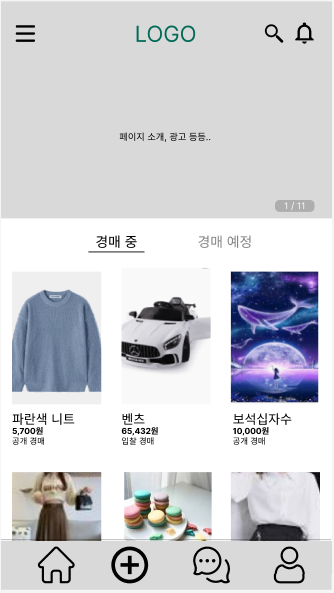 LOGO
페이지 소개, 광고 등등..
1 / 11
경매 중
경매 예정
파란색 니트
5,700원
공개 경매
벤츠
65,432원
입찰 경매
보석십자수
10,000원
공개 경매